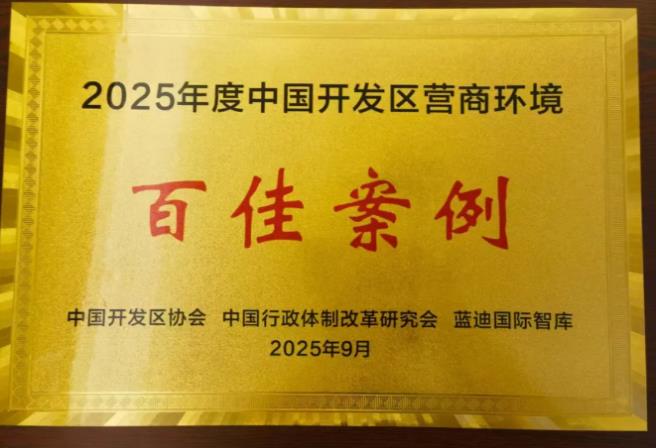 2025年度中国开发区营商环境
百佳案例
中国开发区协会 中国行政体制改革研究会 蓝迪国际智库
2025年9月